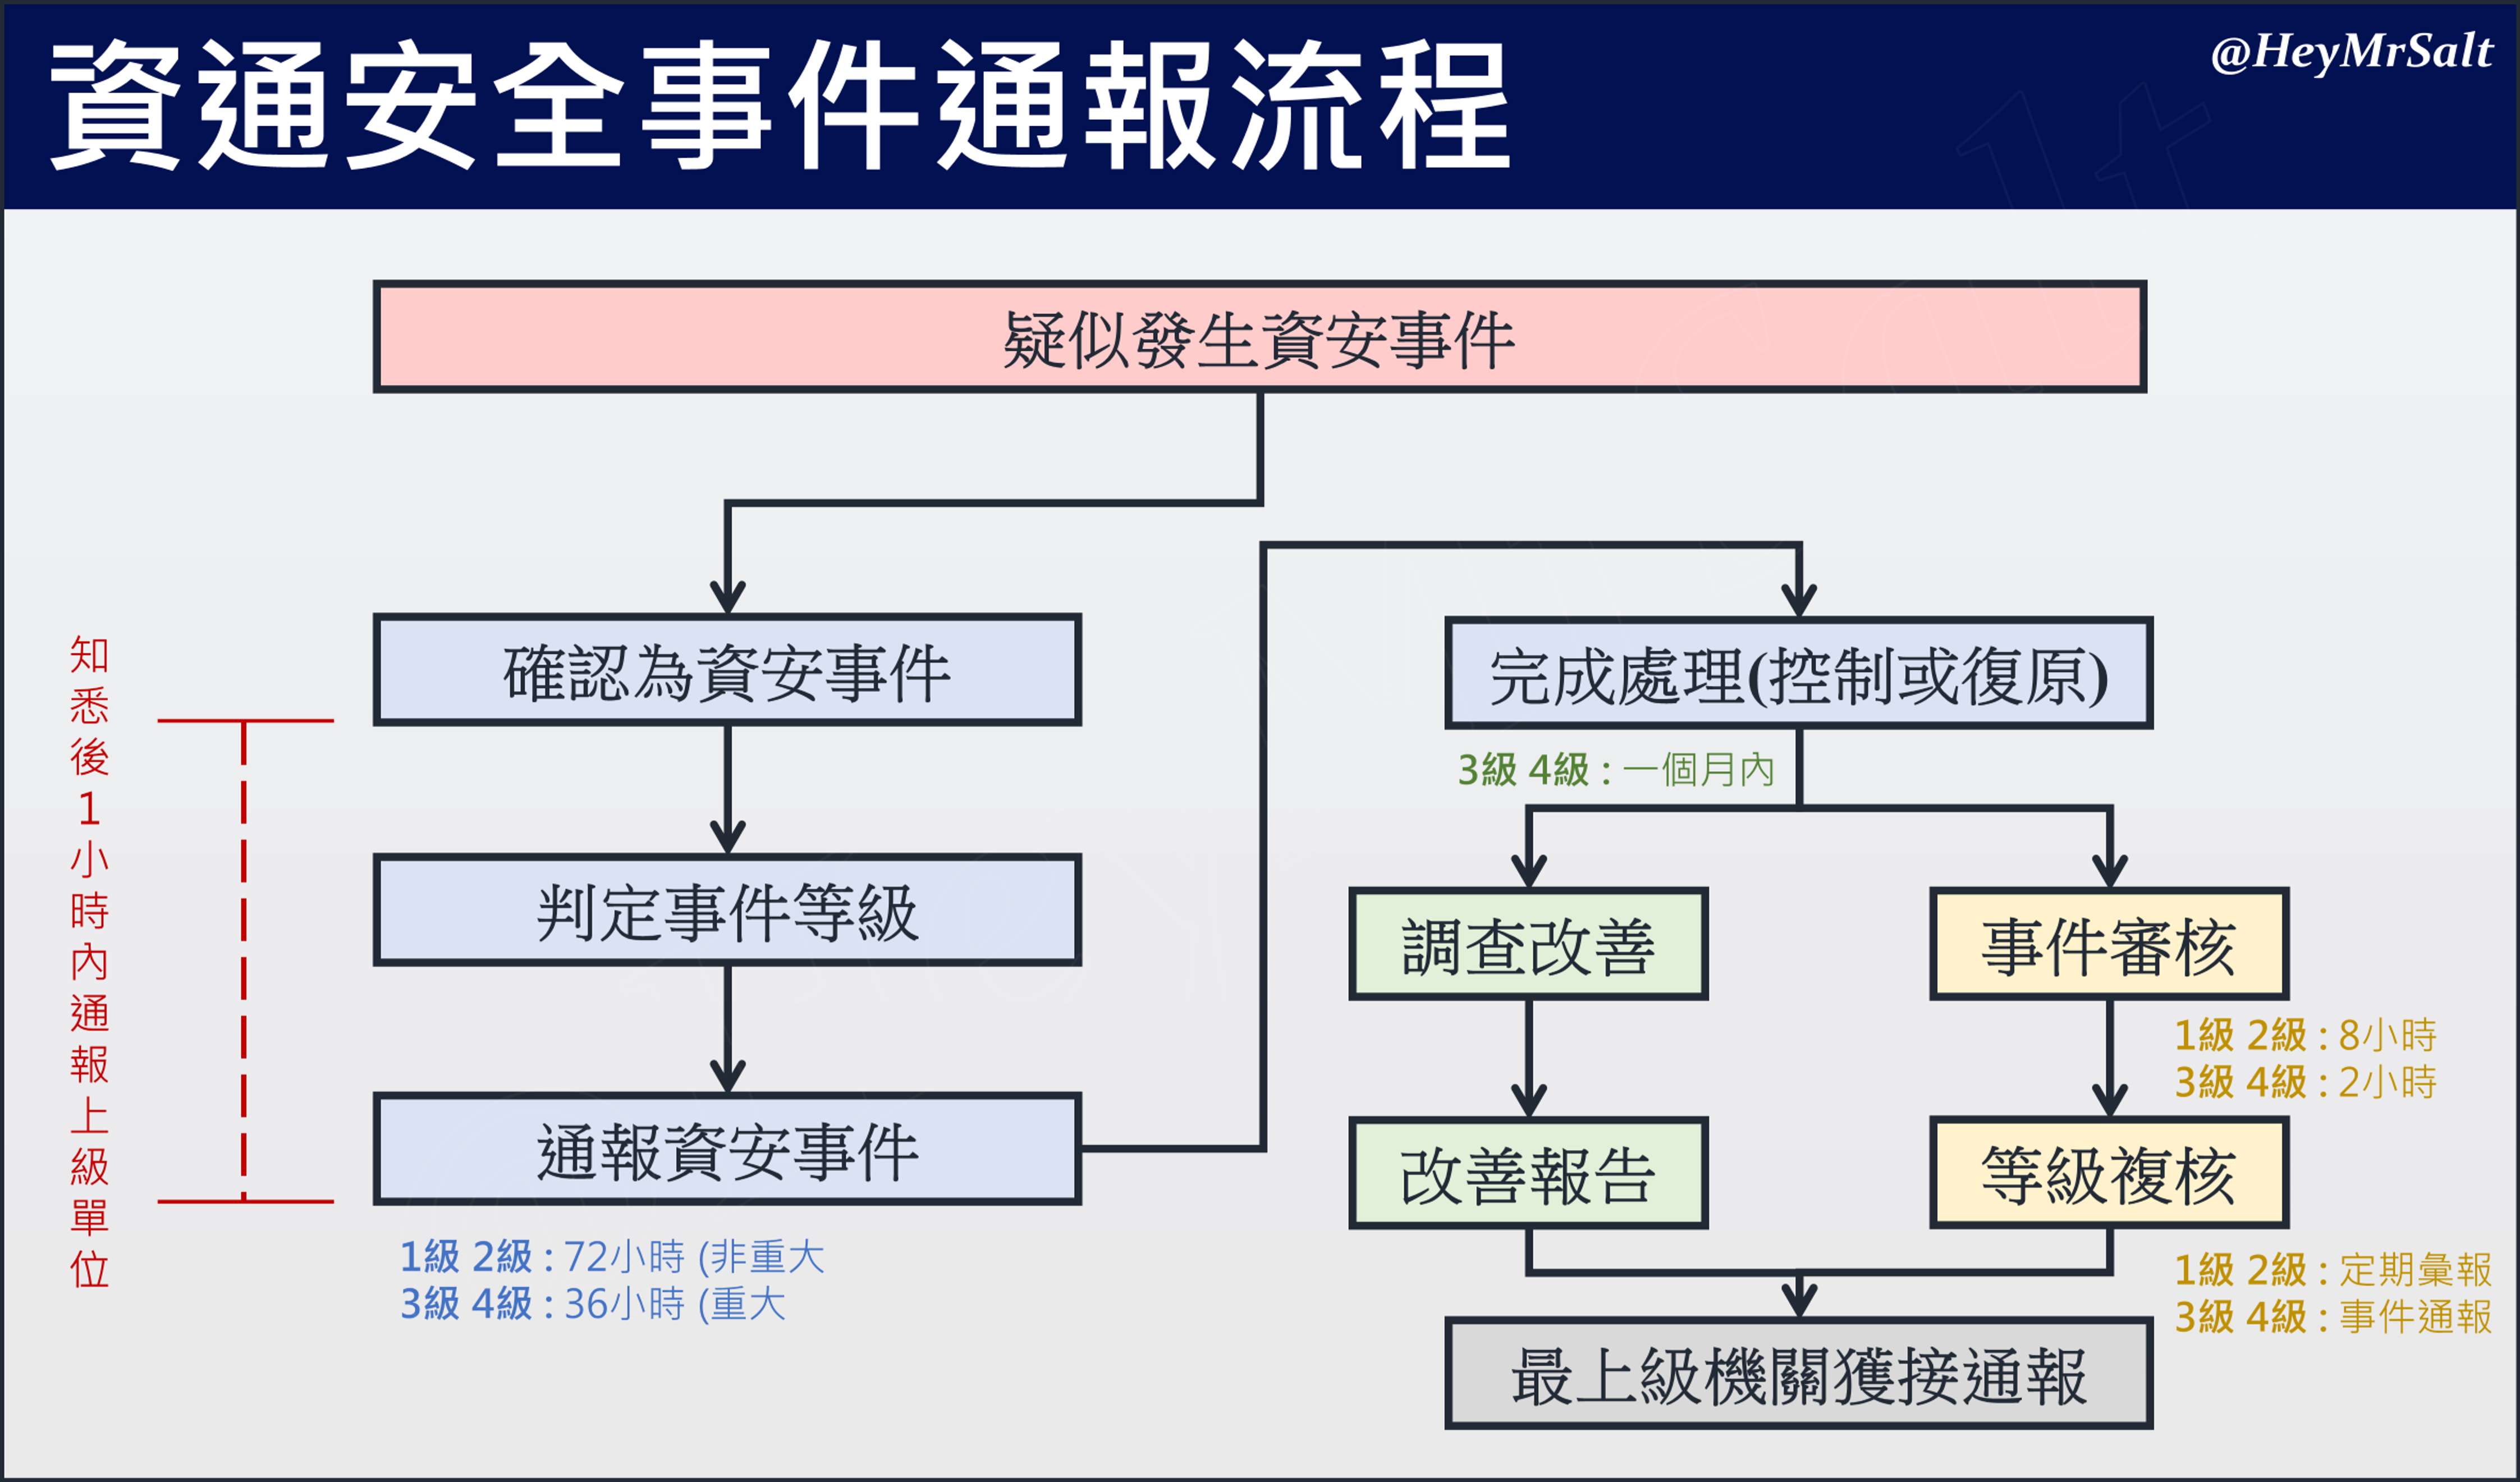 資通安全事件通報流程
@HeyMrSalt
疑似發生資安事件
知悉後1小時內通報上級單位
確認為資安事件
判定事件等級
通報資安事件
1級 2級 : 72小時 (非重大
3級 4級 : 36小時 (重大
完成處理(控制或復原)
3級 4級 : 一個月內
調查改善
事件審核
1級 2級 : 8小時
3級 4級 : 2小時
改善報告
等級複核
1級 2級 : 定期彙報
3級 4級 : 事件通報
最上級機關獲接通報